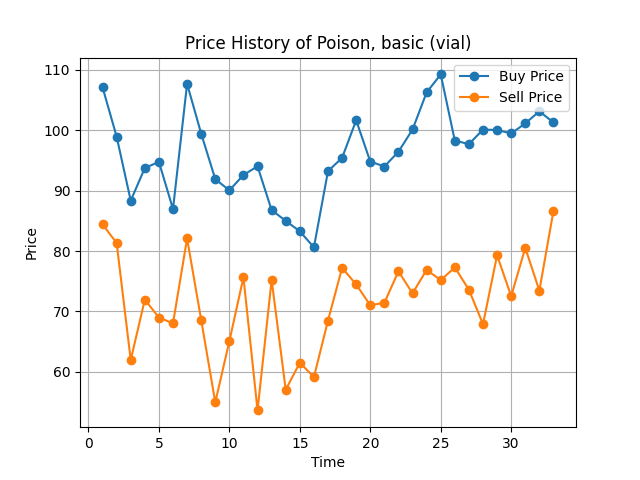 Price History of Poison, basic (vial)
Buy Price
Sell Price
110
100
90
80
70
60
Price
0 5 10 15 20 25 30
Time